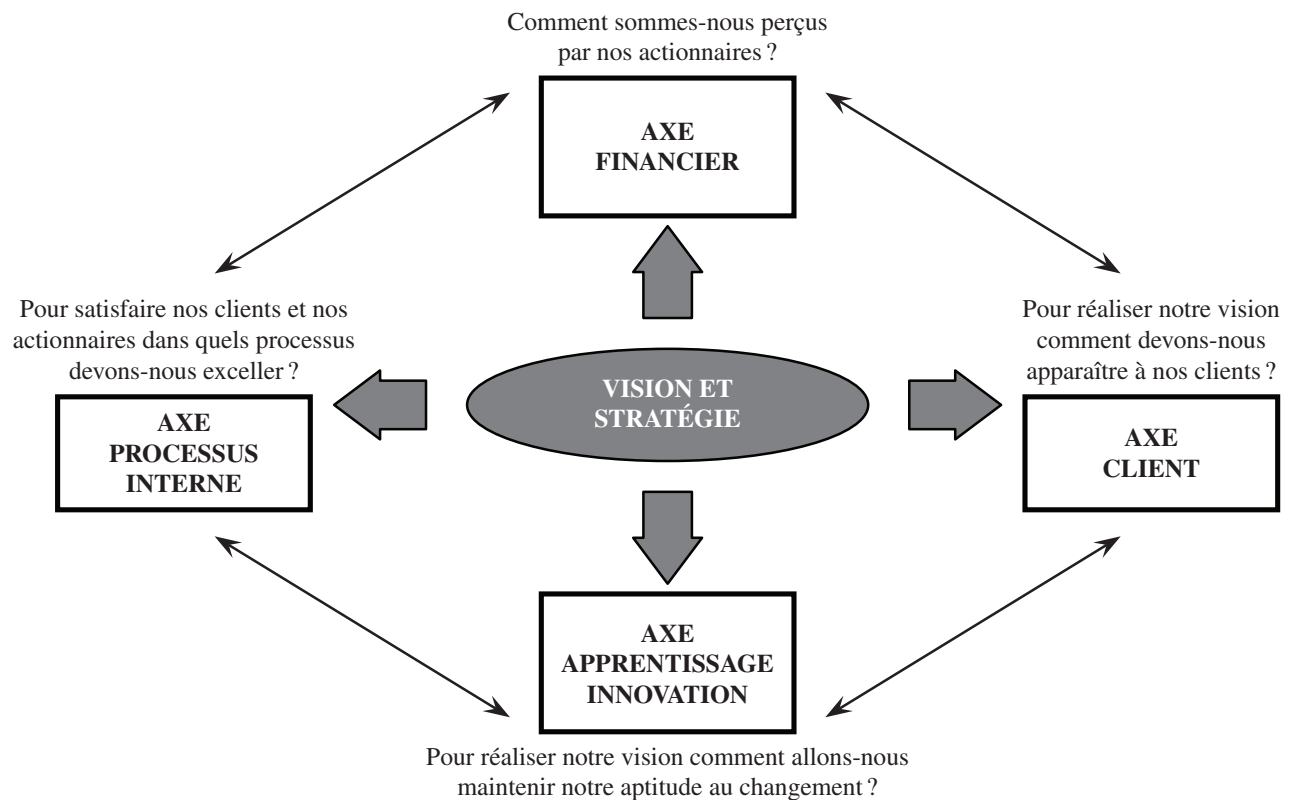 Comment sommes-nous perçus
par nos actionnaires ?
AXE
FINANCIER
Pour satisfaire nos clients et nos
actionnaires dans quels processus
devons-nous exceller ?
AXE
PROCESSUS
INTERNE
VISION ET
STRATÉGIE
Pour réaliser notre vision
comment devons-nous
apparaître à nos clients ?
AXE
CLIENT
AXE
APPRENTISSAGE
INNOVATION
Pour réaliser notre vision comment allons-nous
maintenir notre aptitude au changement ?